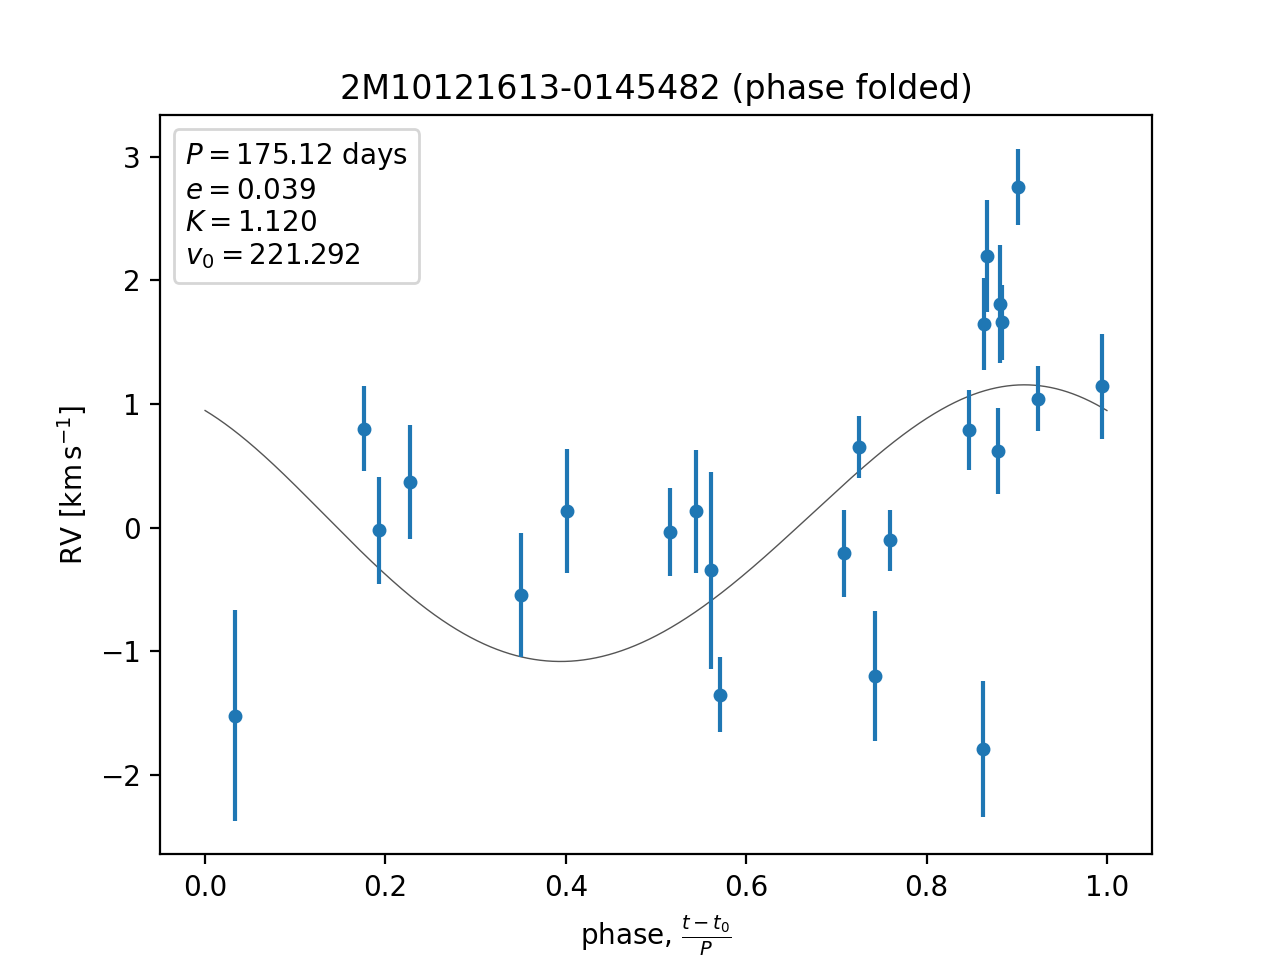 2M10121613-0145482 (phase folded)
P = 175.12 days
e = 0.039
K = 1.120
v₀ = 221.292
3
2
1
0
−1
−2
RV [km s⁻¹]
0.0 0.2 0.4 0.6 0.8 1.0
phase, (t − t₀)/P